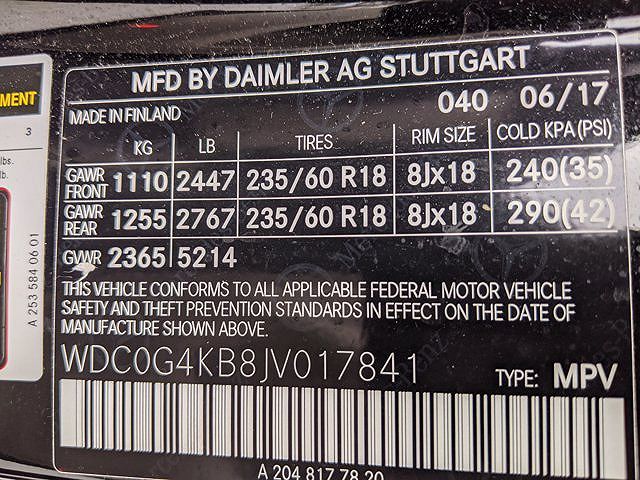 MFD BY DAIMLER AG STUTTGART
MADE IN FINLAND 040 06/17
KG LB TIRES RIM SIZE COLD KPA(PSI)
GAWR FRONT 1110 2447 235/60 R18 8Jx18 240(35)
GAWR REAR 1255 2767 235/60 R18 8Jx18 290(42)
GVWR 2365 5214
THIS VEHICLE CONFORMS TO ALL APPLICABLE FEDERAL MOTOR VEHICLE
SAFETY AND THEFT PREVENTION STANDARDS IN EFFECT ON THE DATE OF
MANUFACTURE SHOWN ABOVE.
WDC0G4KB8JV017841 TYPE: MPV
A 204 817 78 20
MENT
3
lbs.
lb.
A 253 584 06 01